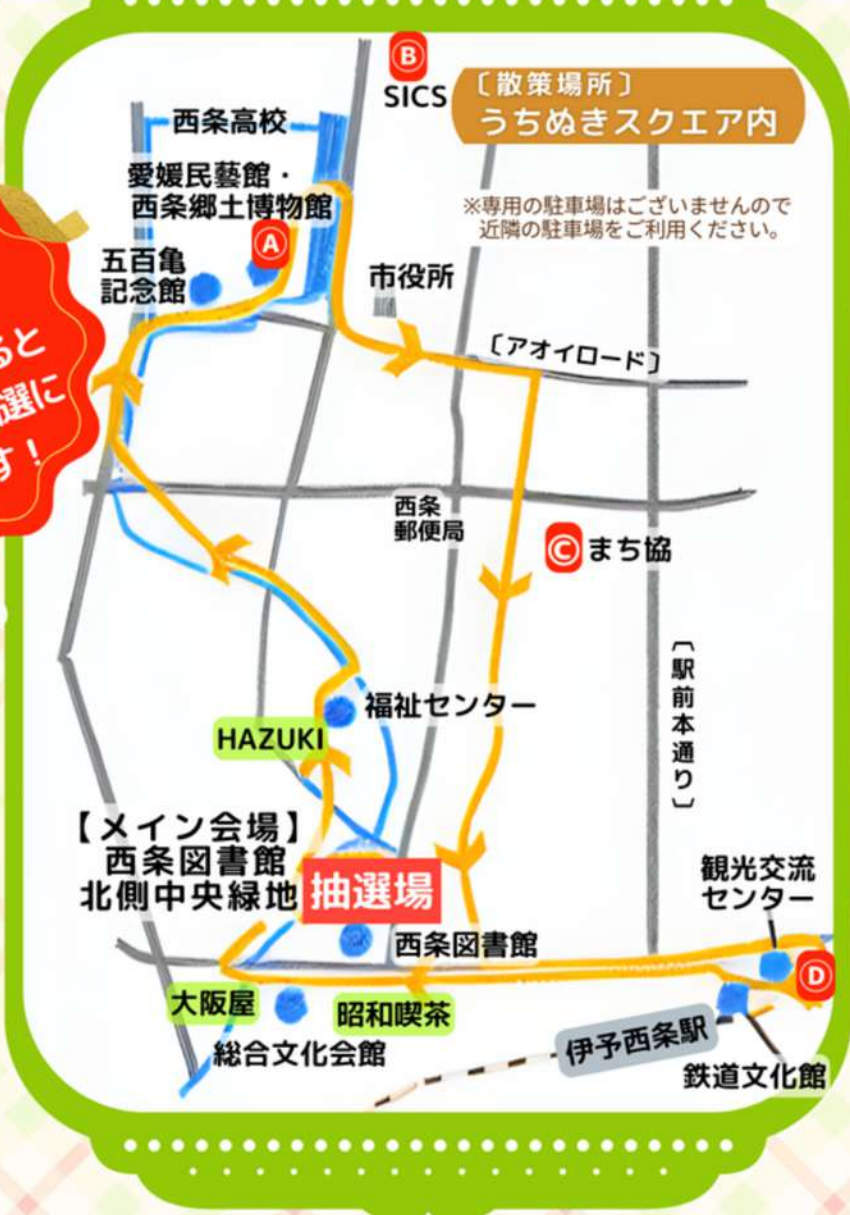 Ⓑ
SICS
〔散策場所〕
うちぬきスクエア内
西条高校
愛媛民藝館・
西条郷土博物館
※専用の駐車場はございませんので
近隣の駐車場をご利用ください。
Ⓐ
五百亀
記念館
市役所
ると
選に
す！
〔アオイロード〕
西条
郵便局
Ⓒ まち協
〔駅前本通り〕
福祉センター
HAZUKI
【メイン会場】
西条図書館
北側中央緑地
抽選場
観光交流
センター
西条図書館
Ⓓ
大阪屋
昭和喫茶
総合文化会館
伊予西条駅
鉄道文化館